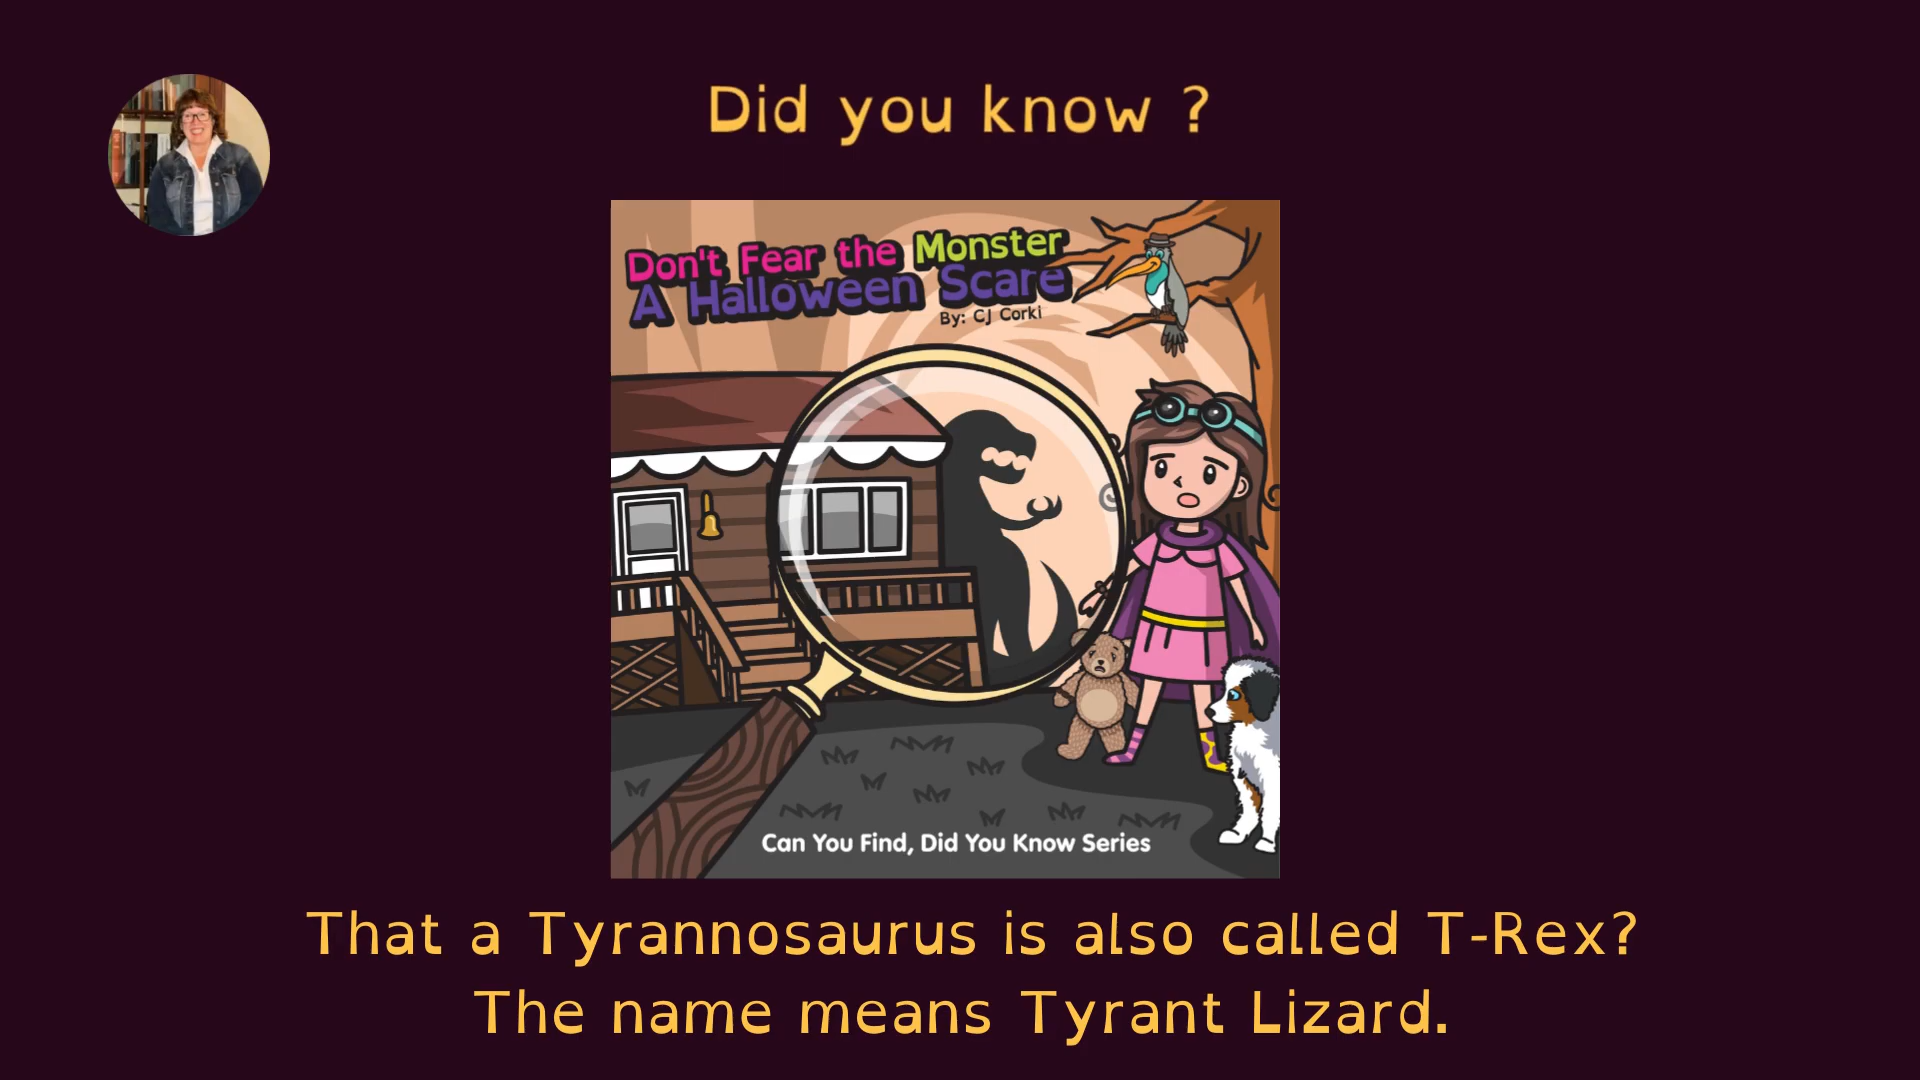 Did you know ?
Don't Fear the Monster
A Halloween Scare
By: CJ Corki
Can You Find, Did You Know Series
That a Tyrannosaurus is also called T-Rex?
The name means Tyrant Lizard.